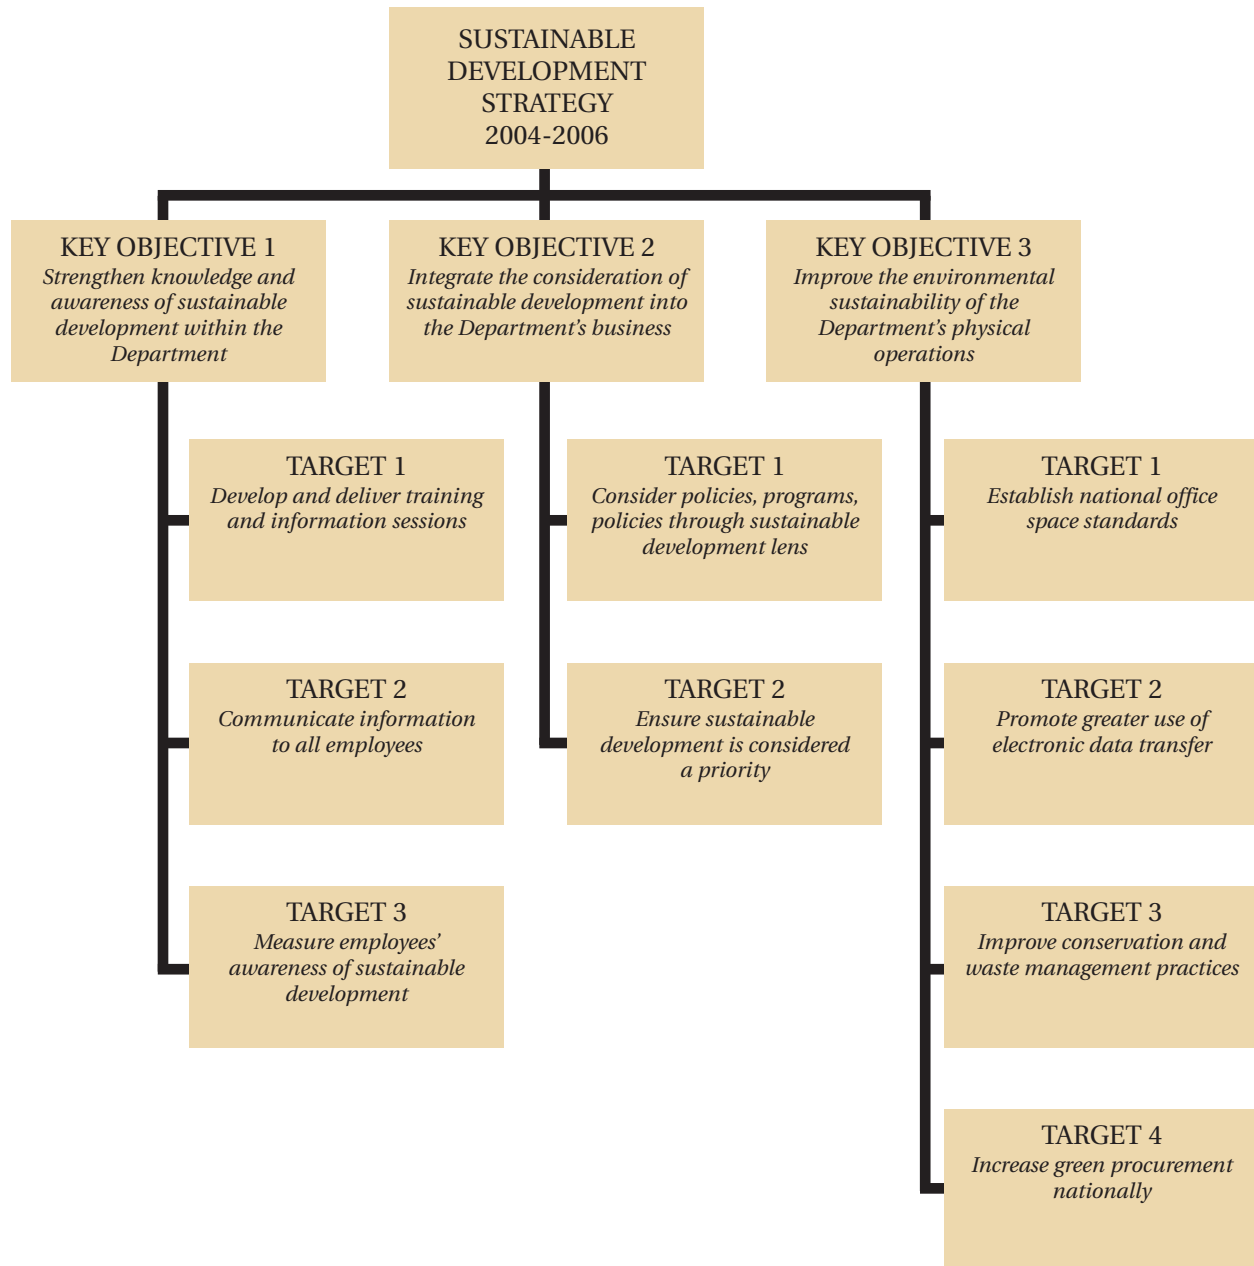 SUSTAINABLE
DEVELOPMENT
STRATEGY
2004-2006
KEY OBJECTIVE 1
Strengthen knowledge and
awareness of sustainable
development within the
Department
KEY OBJECTIVE 2
Integrate the consideration of
sustainable development into
the Department’s business
KEY OBJECTIVE 3
Improve the environmental
sustainability of the
Department’s physical
operations
TARGET 1
Develop and deliver training
and information sessions
TARGET 2
Communicate information
to all employees
TARGET 3
Measure employees’
awareness of sustainable
development
TARGET 1
Consider policies, programs,
policies through sustainable
development lens
TARGET 2
Ensure sustainable
development is considered
a priority
TARGET 1
Establish national office
space standards
TARGET 2
Promote greater use of
electronic data transfer
TARGET 3
Improve conservation and
waste management practices
TARGET 4
Increase green procurement
nationally